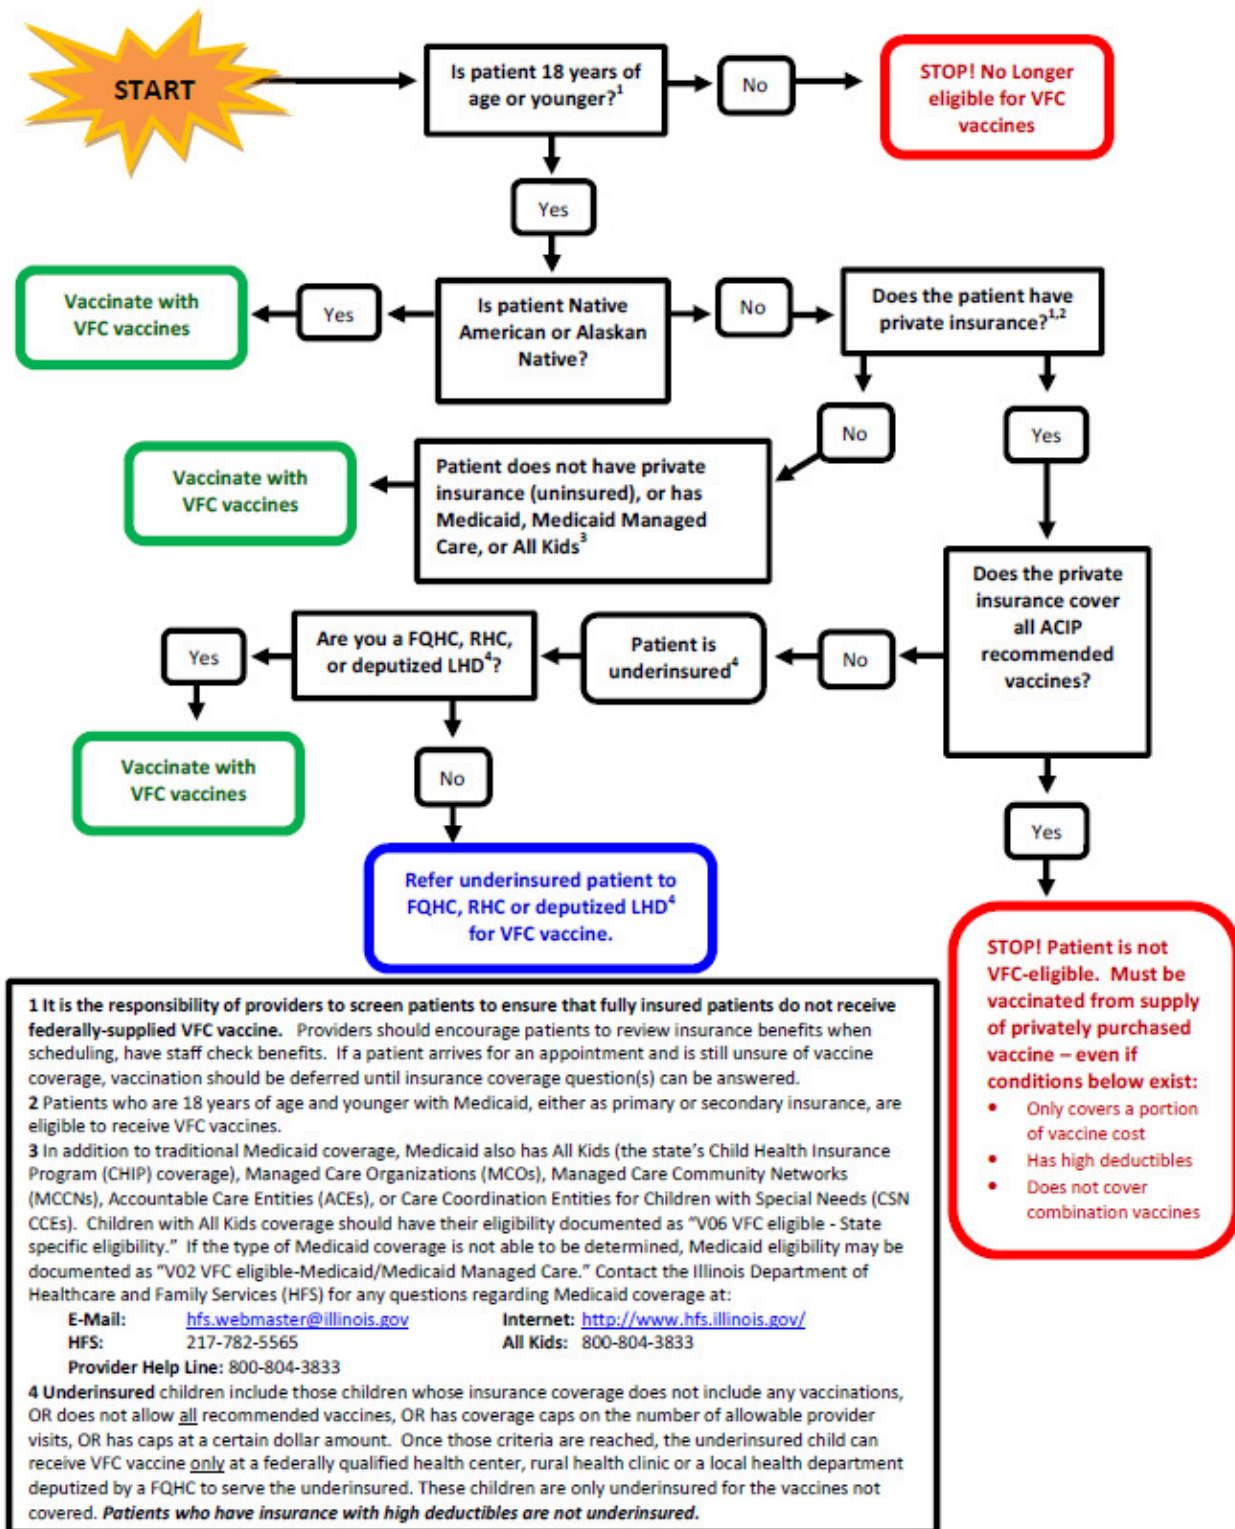 START
Is patient 18 years of
age or younger?1
No
STOP! No Longer
eligible for VFC
vaccines
Yes
Vaccinate with
VFC vaccines
Yes
Is patient Native
American or Alaskan
Native?
No
Does the patient have
private insurance?1,2
No
Yes
Vaccinate with
VFC vaccines
Patient does not have private
insurance (uninsured), or has
Medicaid, Medicaid Managed
Care, or All Kids3
Does the private
insurance cover
all ACIP
recommended
vaccines?
Yes
Are you a FQHC, RHC,
or deputized LHD4?
Patient is
underinsured4
No
Vaccinate with
VFC vaccines
No
Yes
Refer underinsured patient to
FQHC, RHC or deputized LHD4
for VFC vaccine.
STOP! Patient is not
VFC-eligible. Must be
vaccinated from supply
of privately purchased
vaccine – even if
conditions below exist:
• Only covers a portion
of vaccine cost
• Has high deductibles
• Does not cover
combination vaccines
1 It is the responsibility of providers to screen patients to ensure that fully insured patients do not receive
federally-supplied VFC vaccine. Providers should encourage patients to review insurance benefits when
scheduling, have staff check benefits. If a patient arrives for an appointment and is still unsure of vaccine
coverage, vaccination should be deferred until insurance coverage question(s) can be answered.
2 Patients who are 18 years of age and younger with Medicaid, either as primary or secondary insurance, are
eligible to receive VFC vaccines.
3 In addition to traditional Medicaid coverage, Medicaid also has All Kids (the state's Child Health Insurance
Program (CHIP) coverage), Managed Care Organizations (MCOs), Managed Care Community Networks
(MCCNs), Accountable Care Entities (ACEs), or Care Coordination Entities for Children with Special Needs (CSN
CCEs). Children with All Kids coverage should have their eligibility documented as "V06 VFC eligible - State
specific eligibility." If the type of Medicaid coverage is not able to be determined, Medicaid eligibility may be
documented as "V02 VFC eligible-Medicaid/Medicaid Managed Care." Contact the Illinois Department of
Healthcare and Family Services (HFS) for any questions regarding Medicaid coverage at:
E-Mail: hfs.webmaster@illinois.gov Internet: http://www.hfs.illinois.gov/
HFS: 217-782-5565 All Kids: 800-804-3833
Provider Help Line: 800-804-3833
4 Underinsured children include those children whose insurance coverage does not include any vaccinations,
OR does not allow all recommended vaccines, OR has coverage caps on the number of allowable provider
visits, OR has caps at a certain dollar amount. Once those criteria are reached, the underinsured child can
receive VFC vaccine only at a federally qualified health center, rural health clinic or a local health department
deputized by a FQHC to serve the underinsured. These children are only underinsured for the vaccines not
covered. Patients who have insurance with high deductibles are not underinsured.